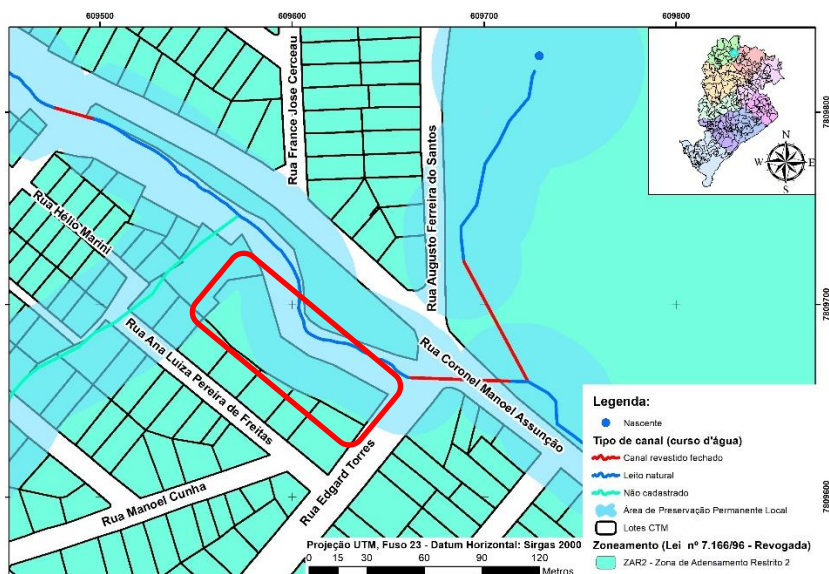 609500 609600 609700 609800
7809800
7809700
7809600
Rua France Jose Cerceau
Rua Augusto Ferreira do Santos
Rua Hélio Marini
Rua Ana Luiza Pereira de Freitas
Rua Coronel Manoel Assunção
Rua Edgard Torres
Rua Manoel Cunha
N
W E
S
Legenda:
Nascente
Tipo de canal (curso d'água)
Canal revestido fechado
Leito natural
Não cadastrado
Área de Preservação Permanente Local
Lotes CTM
Zoneamento (Lei nº 7.166/96 - Revogada)
ZAR2 - Zona de Adensamento Restrito 2
Projeção UTM, Fuso 23 - Datum Horizontal: Sirgas 2000
0 15 30 60 90 120
Metros